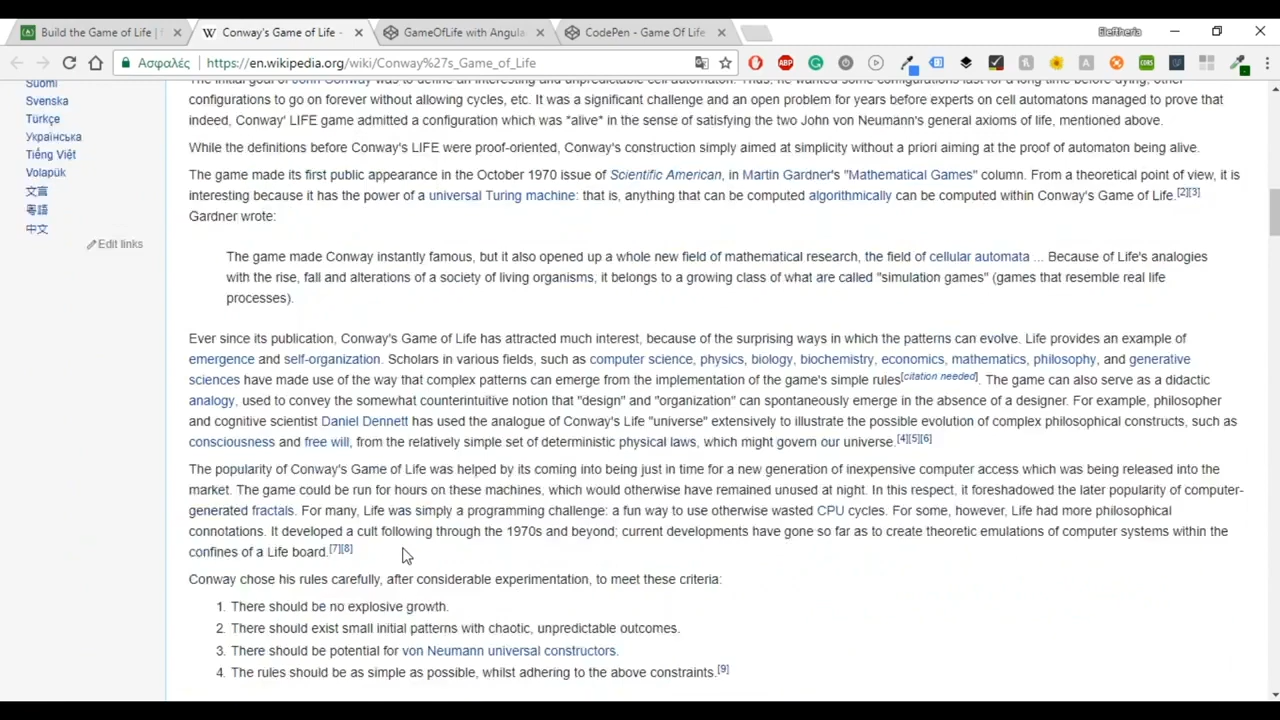 Build the Game of Life |
Conway's Game of Life -
GameOfLife with Angula
CodePen - Game Of Life
Eleftheria
Ασφαλές
https://en.wikipedia.org/wiki/Conway%27s_Game_of_Life
Suomi
Svenska
Türkçe
Українська
Tiếng Việt
Volapük
文言
粵語
中文
Edit links
configurations to go on forever without allowing cycles, etc. It was a significant challenge and an open problem for years before experts on cell automatons managed to prove that
indeed, Conway' LIFE game admitted a configuration which was *alive* in the sense of satisfying the two John von Neumann's general axioms of life, mentioned above.
While the definitions before Conway's LIFE were proof-oriented, Conway's construction simply aimed at simplicity without a priori aiming at the proof of automaton being alive.
The game made its first public appearance in the October 1970 issue of Scientific American, in Martin Gardner's "Mathematical Games" column. From a theoretical point of view, it is
interesting because it has the power of a universal Turing machine: that is, anything that can be computed algorithmically can be computed within Conway's Game of Life.[2][3]
Gardner wrote:
The game made Conway instantly famous, but it also opened up a whole new field of mathematical research, the field of cellular automata ... Because of Life's analogies
with the rise, fall and alterations of a society of living organisms, it belongs to a growing class of what are called "simulation games" (games that resemble real life
processes).
Ever since its publication, Conway's Game of Life has attracted much interest, because of the surprising ways in which the patterns can evolve. Life provides an example of
emergence and self-organization. Scholars in various fields, such as computer science, physics, biology, biochemistry, economics, mathematics, philosophy, and generative
sciences have made use of the way that complex patterns can emerge from the implementation of the game's simple rules[citation needed]. The game can also serve as a didactic
analogy, used to convey the somewhat counterintuitive notion that "design" and "organization" can spontaneously emerge in the absence of a designer. For example, philosopher
and cognitive scientist Daniel Dennett has used the analogue of Conway's Life "universe" extensively to illustrate the possible evolution of complex philosophical constructs, such as
consciousness and free will, from the relatively simple set of deterministic physical laws, which might govern our universe.[4][5][6]
The popularity of Conway's Game of Life was helped by its coming into being just in time for a new generation of inexpensive computer access which was being released into the
market. The game could be run for hours on these machines, which would otherwise have remained unused at night. In this respect, it foreshadowed the later popularity of computer-
generated fractals. For many, Life was simply a programming challenge: a fun way to use otherwise wasted CPU cycles. For some, however, Life had more philosophical
connotations. It developed a cult following through the 1970s and beyond; current developments have gone so far as to create theoretic emulations of computer systems within the
confines of a Life board.[7][8]
Conway chose his rules carefully, after considerable experimentation, to meet these criteria:
1. There should be no explosive growth.
2. There should exist small initial patterns with chaotic, unpredictable outcomes.
3. There should be potential for von Neumann universal constructors.
4. The rules should be as simple as possible, whilst adhering to the above constraints.[9]